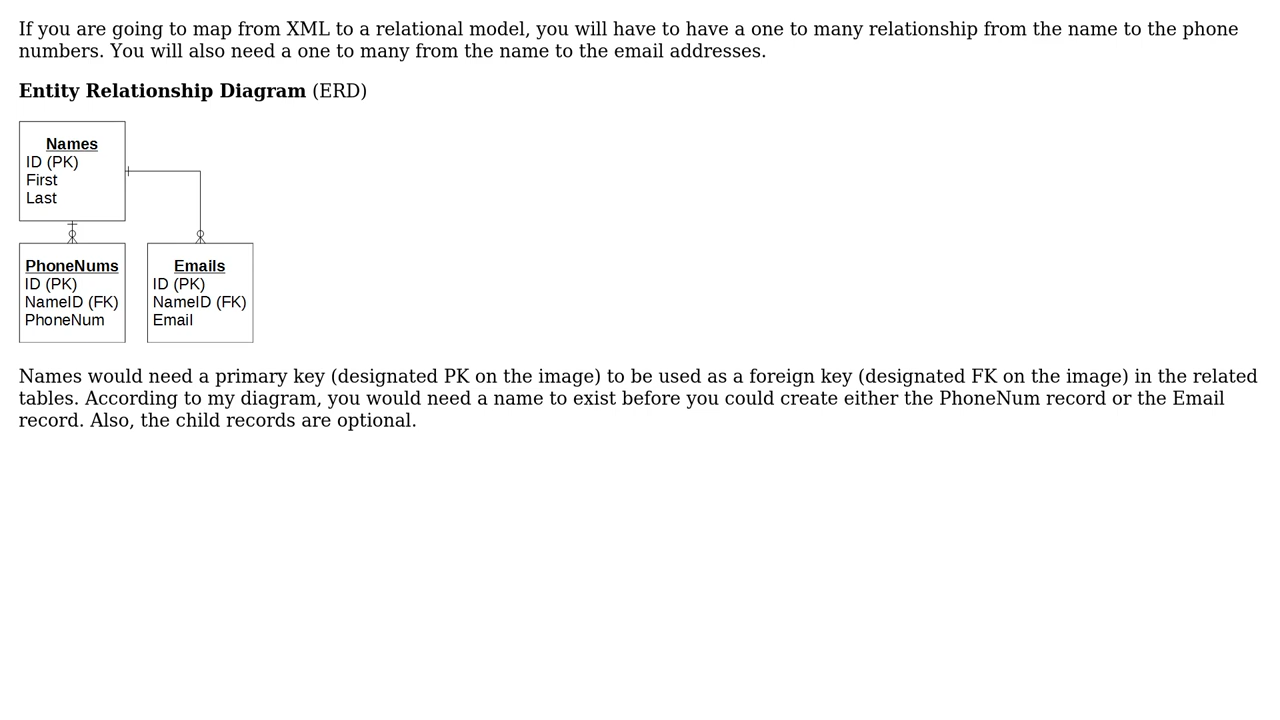 If you are going to map from XML to a relational model, you will have to have a one to many relationship from the name to the phone
numbers. You will also need a one to many from the name to the email addresses.
Entity Relationship Diagram (ERD)
Names
ID (PK)
First
Last
PhoneNums
ID (PK)
NameID (FK)
PhoneNum
Emails
ID (PK)
NameID (FK)
Email
Names would need a primary key (designated PK on the image) to be used as a foreign key (designated FK on the image) in the related
tables. According to my diagram, you would need a name to exist before you could create either the PhoneNum record or the Email
record. Also, the child records are optional.